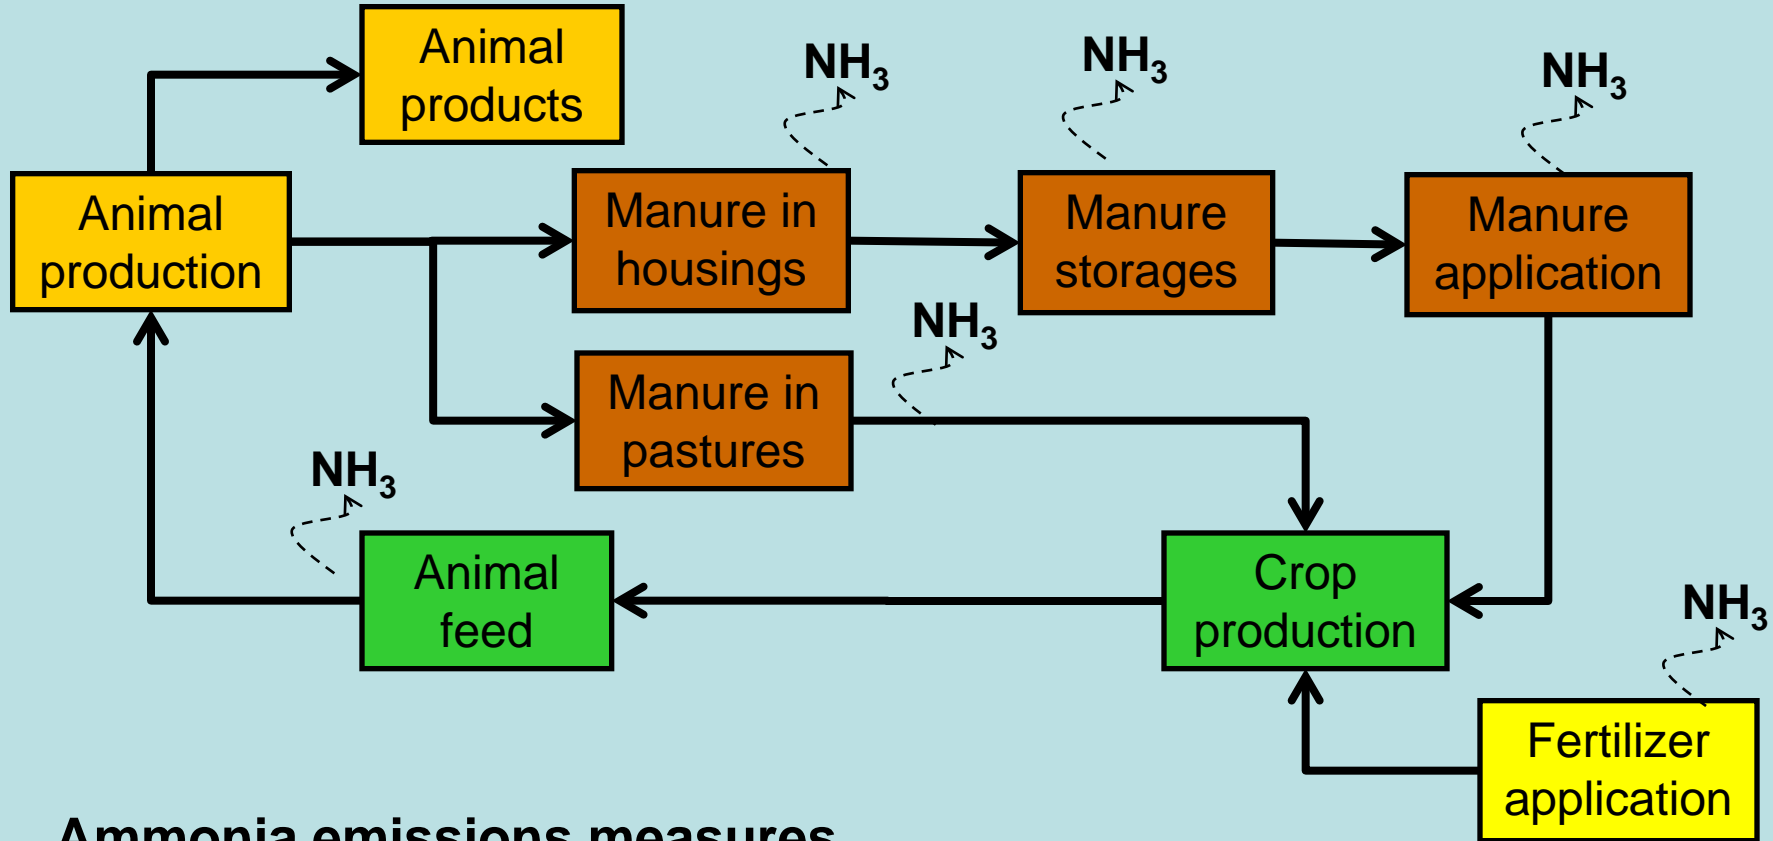 Animal
products
NH3
NH3
NH3
Animal
production
Manure in
housings
Manure
storages
Manure
application
NH3
Manure in
pastures
NH3
Animal
feed
Crop
production
NH3
Fertilizer
application
Ammonia emissions measures